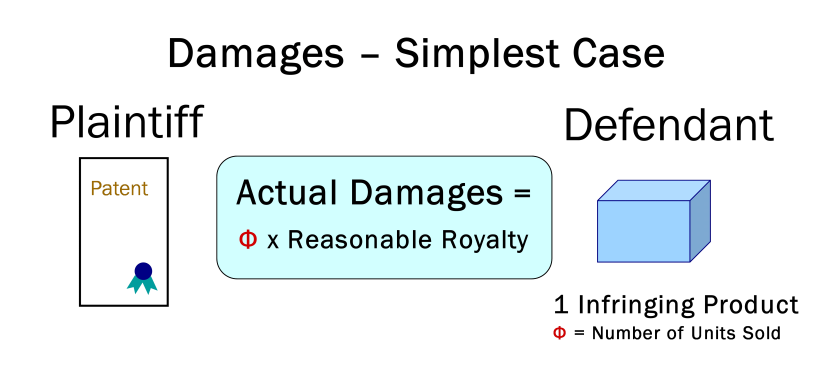 Damages – Simplest Case
Plaintiff
Defendant
Patent
Actual Damages =
Φ x Reasonable Royalty
1 Infringing Product
Φ = Number of Units Sold